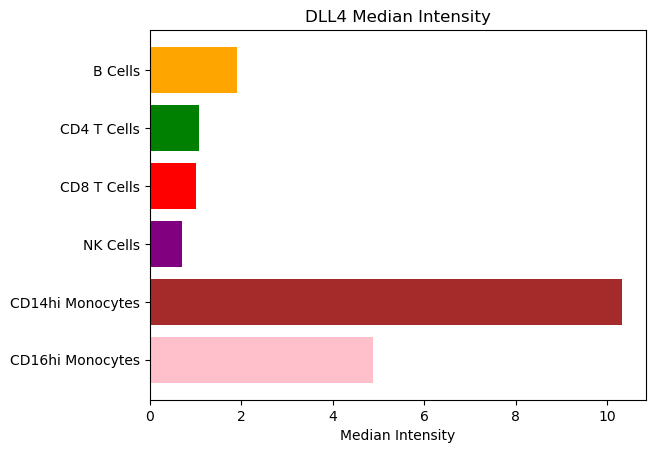 DLL4 Median Intensity
B Cells
CD4 T Cells
CD8 T Cells
NK Cells
CD14hi Monocytes
CD16hi Monocytes
0 2 4 6 8 10
Median Intensity